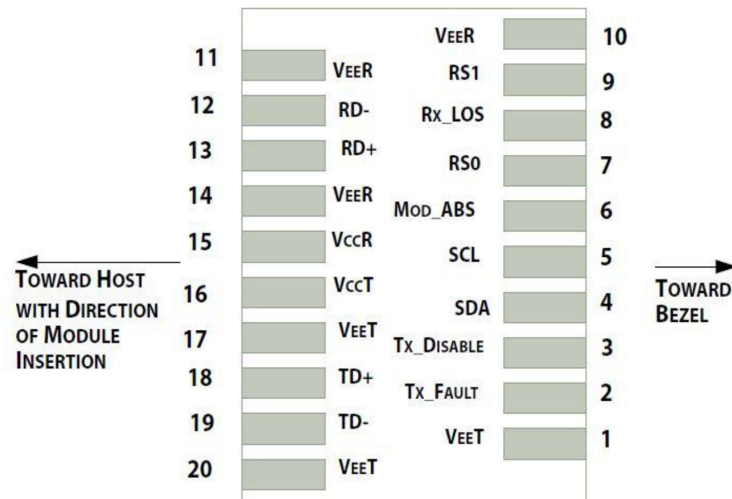 11 VEER
12 RD-
13 RD+
14 VEER
15 VCCR
16 VCCT
17 VEET
18 TD+
19 TD-
20 VEET
VEER 10
RS1 9
RX_LOS 8
RS0 7
MOD_ABS 6
SCL 5
SDA 4
TX_DISABLE 3
TX_FAULT 2
VEET 1
TOWARD HOST
WITH DIRECTION
OF MODULE
INSERTION
TOWARD
BEZEL